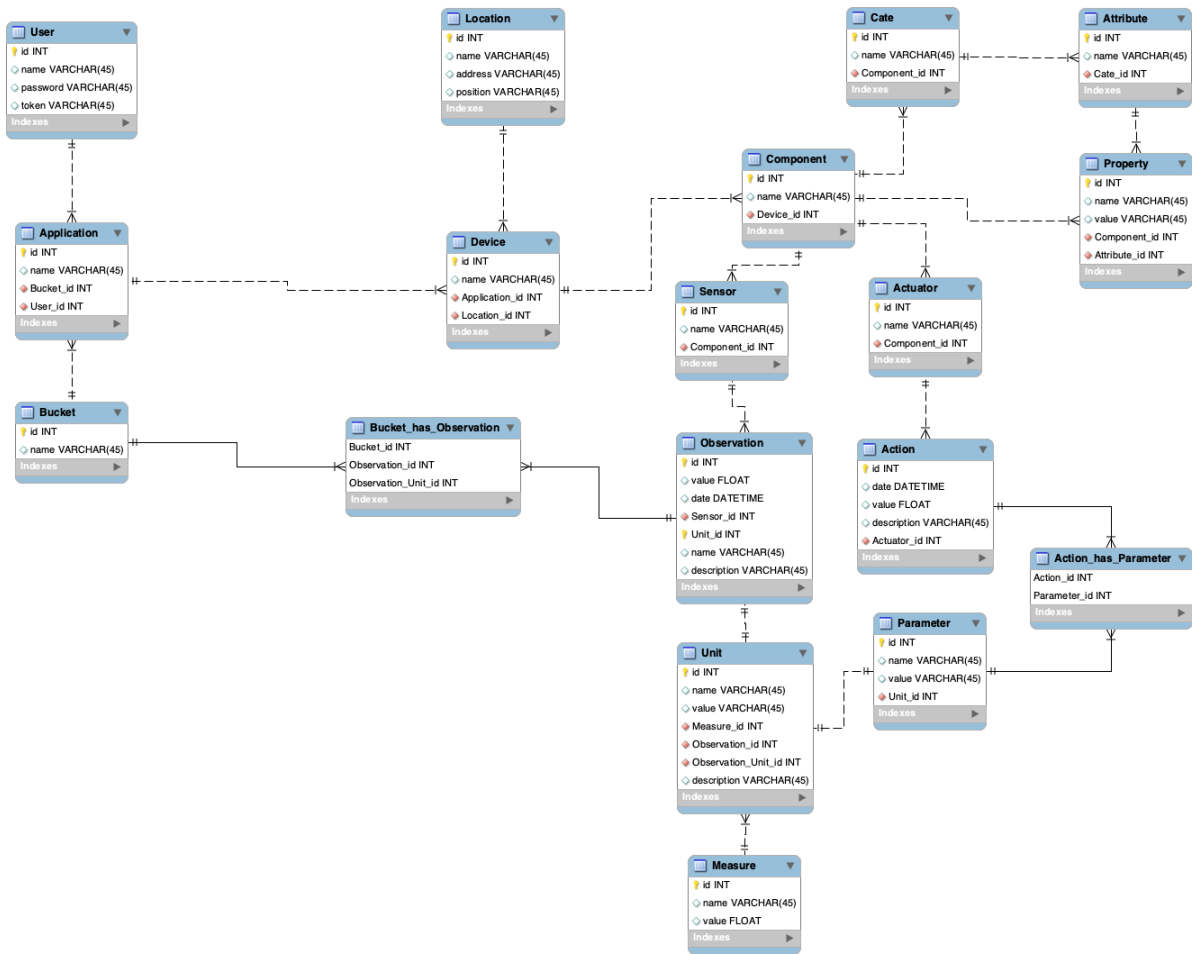 User
id INT
name VARCHAR(45)
password VARCHAR(45)
token VARCHAR(45)
Indexes
Location
id INT
name VARCHAR(45)
address VARCHAR(45)
position VARCHAR(45)
Indexes
Cate
id INT
name VARCHAR(45)
Component_id INT
Indexes
Attribute
id INT
name VARCHAR(45)
Cate_id INT
Indexes
Component
id INT
name VARCHAR(45)
Device_id INT
Indexes
Property
id INT
name VARCHAR(45)
value VARCHAR(45)
Component_id INT
Attribute_id INT
Indexes
Application
id INT
name VARCHAR(45)
Bucket_id INT
User_id INT
Indexes
Device
id INT
name VARCHAR(45)
Application_id INT
Location_id INT
Indexes
Sensor
id INT
name VARCHAR(45)
Component_id INT
Indexes
Actuator
id INT
name VARCHAR(45)
Component_id INT
Indexes
Bucket
id INT
name VARCHAR(45)
Indexes
Bucket_has_Observation
Bucket_id INT
Observation_id INT
Observation_Unit_id INT
Indexes
Observation
id INT
value FLOAT
date DATETIME
Sensor_id INT
Unit_id INT
name VARCHAR(45)
description VARCHAR(45)
Indexes
Action
id INT
date DATETIME
value FLOAT
description VARCHAR(45)
Actuator_id INT
Indexes
Action_has_Parameter
Action_id INT
Parameter_id INT
Indexes
Parameter
id INT
name VARCHAR(45)
value VARCHAR(45)
Unit_id INT
Indexes
Unit
id INT
name VARCHAR(45)
value VARCHAR(45)
Measure_id INT
Observation_id INT
Observation_Unit_id INT
description VARCHAR(45)
Indexes
Measure
id INT
name VARCHAR(45)
value FLOAT
Indexes